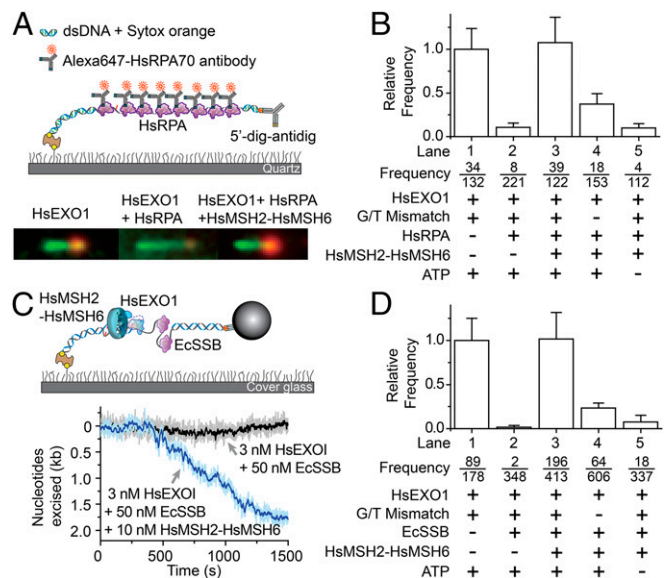 A
dsDNA + Sytox orange
Alexa647-HsRPA70 antibody
HsRPA
5'-dig-antidig
Quartz
HsEXO1
HsEXO1
+ HsRPA
HsEXO1+ HsRPA
+HsMSH2-HsMSH6
B
Relative
Frequency
1.0
0.5
0.0
Lane 1 2 3 4 5
Frequency 34/132 8/221 39/122 18/153 4/112
HsEXO1 + + + + +
G/T Mismatch + + + - +
HsRPA - + + + +
HsMSH2-HsMSH6 - - + + +
ATP + + + + -
C
HsMSH2
-HsMSH6
HsEXO1
EcSSB
Cover glass
Nucleotides
excised (kb)
0
0.5
1.0
1.5
2.0
3 nM HsEXOI
+ 50 nM EcSSB
3 nM HsEXOI
+ 50 nM EcSSB
+ 10 nM HsMSH2-HsMSH6
0 500 1000 1500
Time (s)
D
Relative
Frequency
1.0
0.5
0.0
Lane 1 2 3 4 5
Frequency 89/178 2/348 196/413 64/606 18/337
HsEXO1 + + + + +
G/T Mismatch + + + - +
EcSSB - + + + +
HsMSH2-HsMSH6 - - + + +
ATP + + + + -